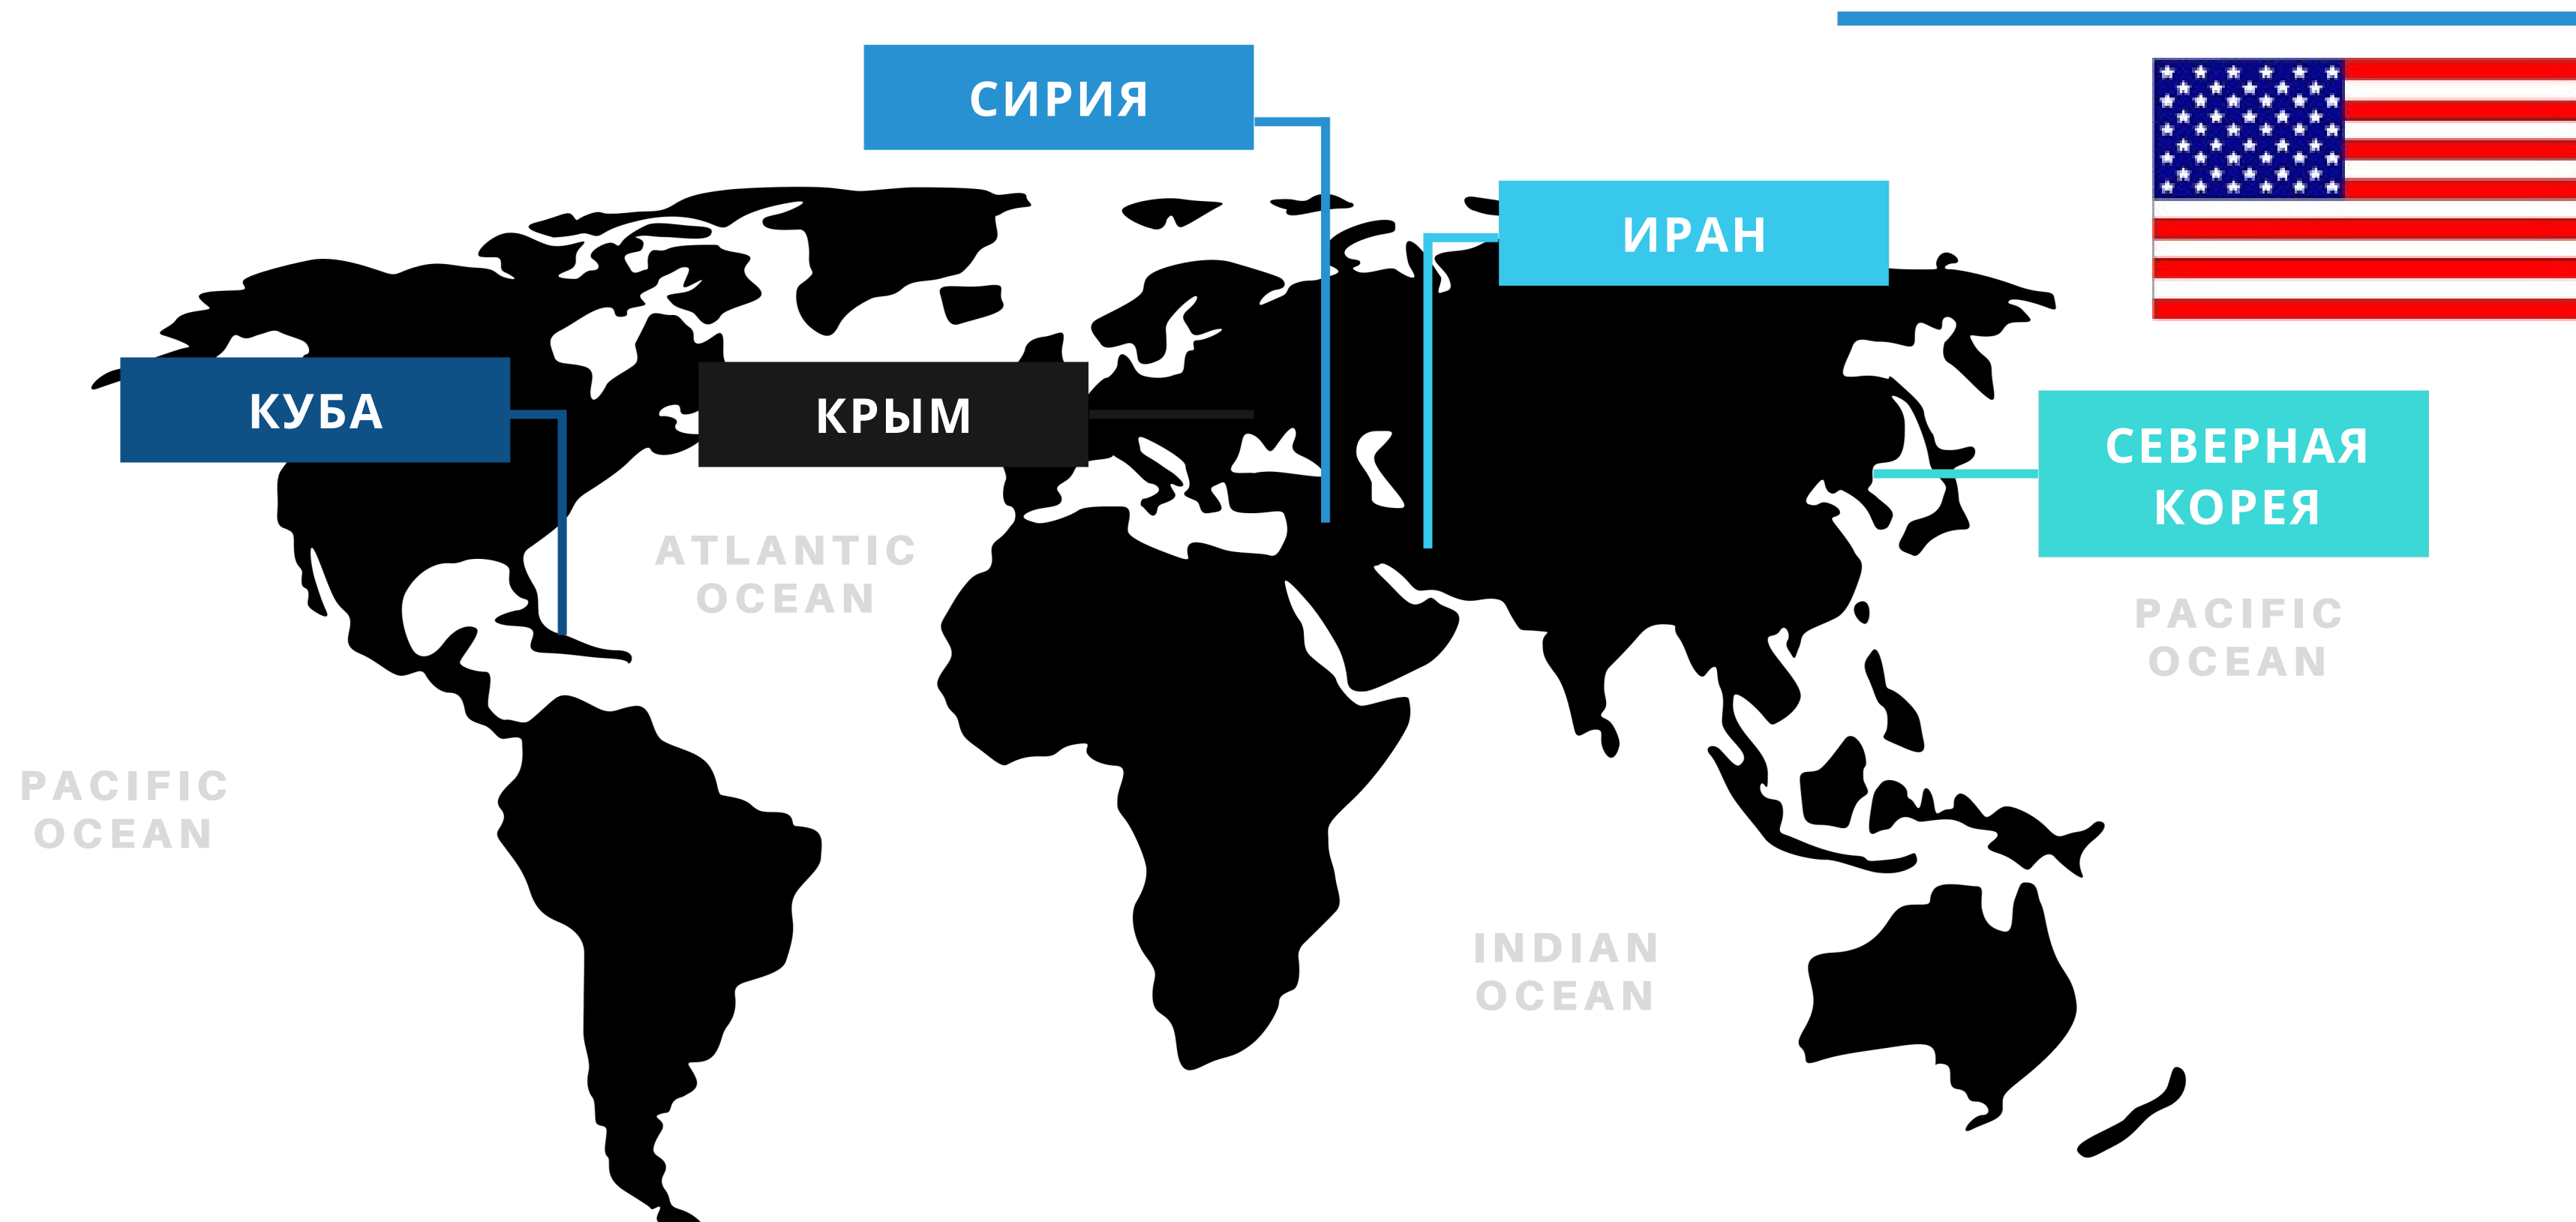 СИРИЯ
ИРАН
КУБА
КРЫМ
СЕВЕРНАЯ
КОРЕЯ
ATLANTIC
OCEAN
PACIFIC
OCEAN
PACIFIC
OCEAN
INDIAN
OCEAN